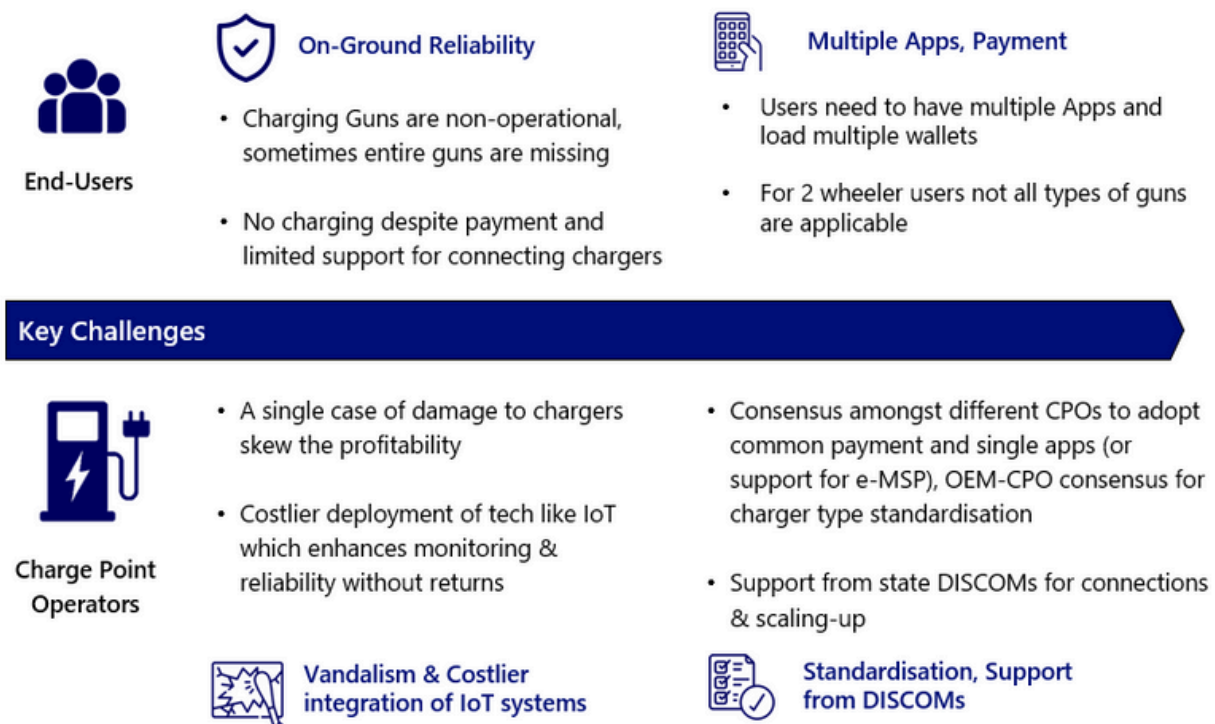 On-Ground Reliability
Multiple Apps, Payment
End-Users
• Charging Guns are non-operational,
sometimes entire guns are missing
• No charging despite payment and
limited support for connecting chargers
• Users need to have multiple Apps and
load multiple wallets
• For 2 wheeler users not all types of guns
are applicable
Key Challenges
Charge Point
Operators
• A single case of damage to chargers
skew the profitability
• Costlier deployment of tech like IoT
which enhances monitoring &
reliability without returns
• Consensus amongst different CPOs to adopt
common payment and single apps (or
support for e-MSP), OEM-CPO consensus for
charger type standardisation
• Support from state DISCOMs for connections
& scaling-up
Vandalism & Costlier
integration of IoT systems
Standardisation, Support
from DISCOMs